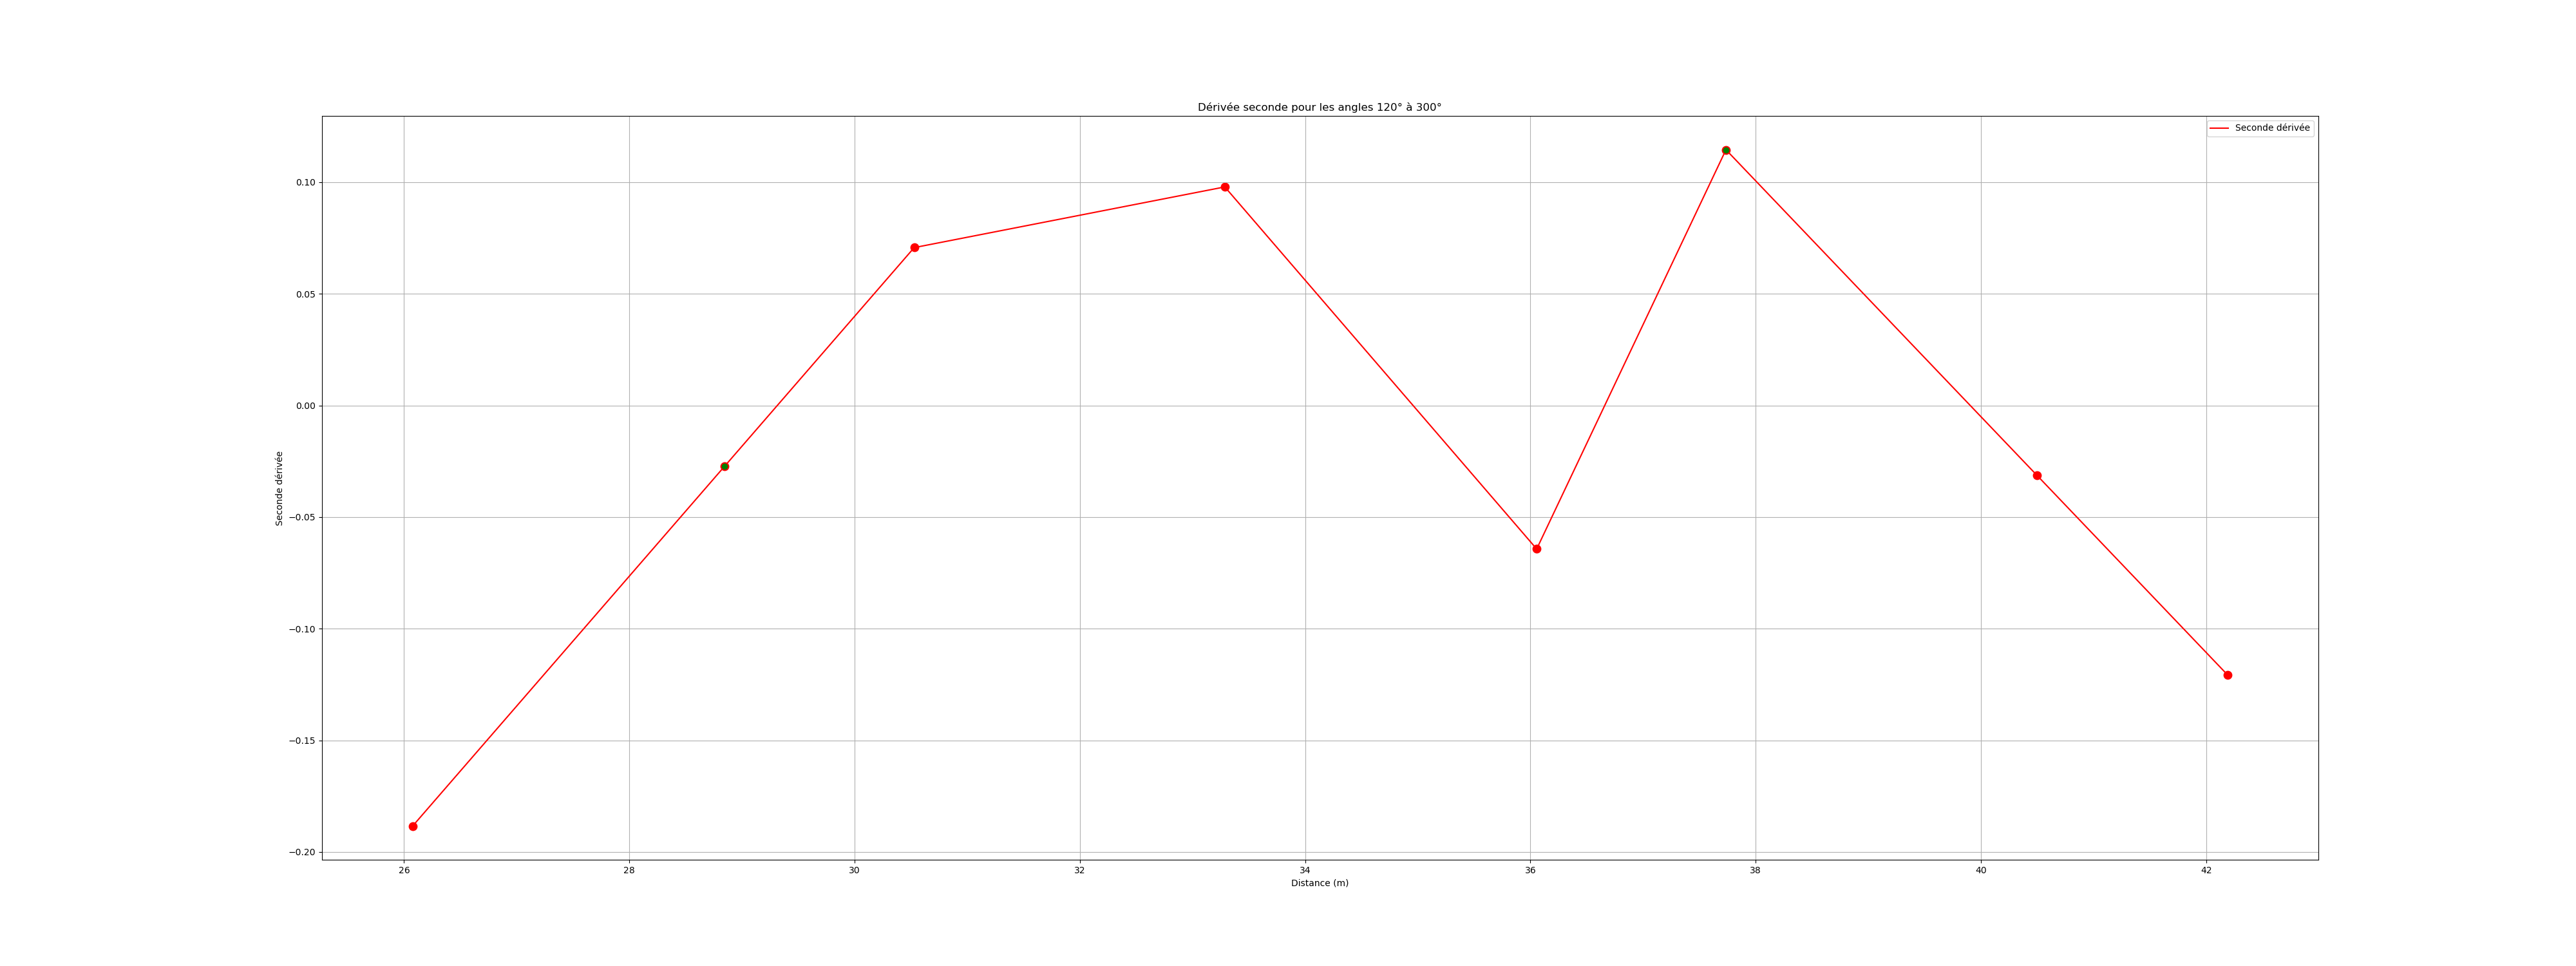 Dérivée seconde pour les angles 120° à 300°
Seconde dérivée
0.10
0.05
0.00
−0.05
−0.10
−0.15
−0.20
Seconde dérivée
26 28 30 32 34 36 38 40 42
Distance (m)